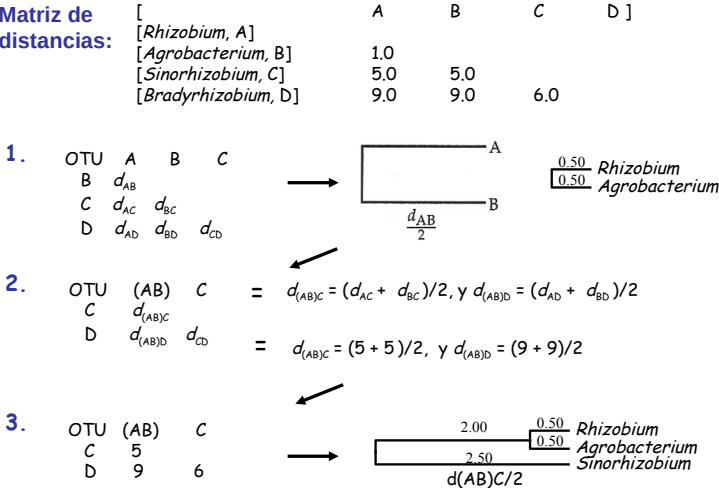 Matriz de distancias:
[ A B C D ]
[Rhizobium, A]
[Agrobacterium, B] 1.0
[Sinorhizobium, C] 5.0 5.0
[Bradyrhizobium, D] 9.0 9.0 6.0
1.
OTU A B C
B dAB
C dAC dBC
D dAD dBD dCD
A
B
dAB
2
0.50 Rhizobium
0.50 Agrobacterium
2.
OTU (AB) C
C d(AB)C
D d(AB)D dCD
= d(AB)C = (dAC + dBC)/2, y d(AB)D = (dAD + dBD)/2
= d(AB)C = (5 + 5)/2, y d(AB)D = (9 + 9)/2
3.
OTU (AB) C
C 5
D 9 6
2.00 0.50 Rhizobium
0.50 Agrobacterium
2.50 Sinorhizobium
d(AB)C/2